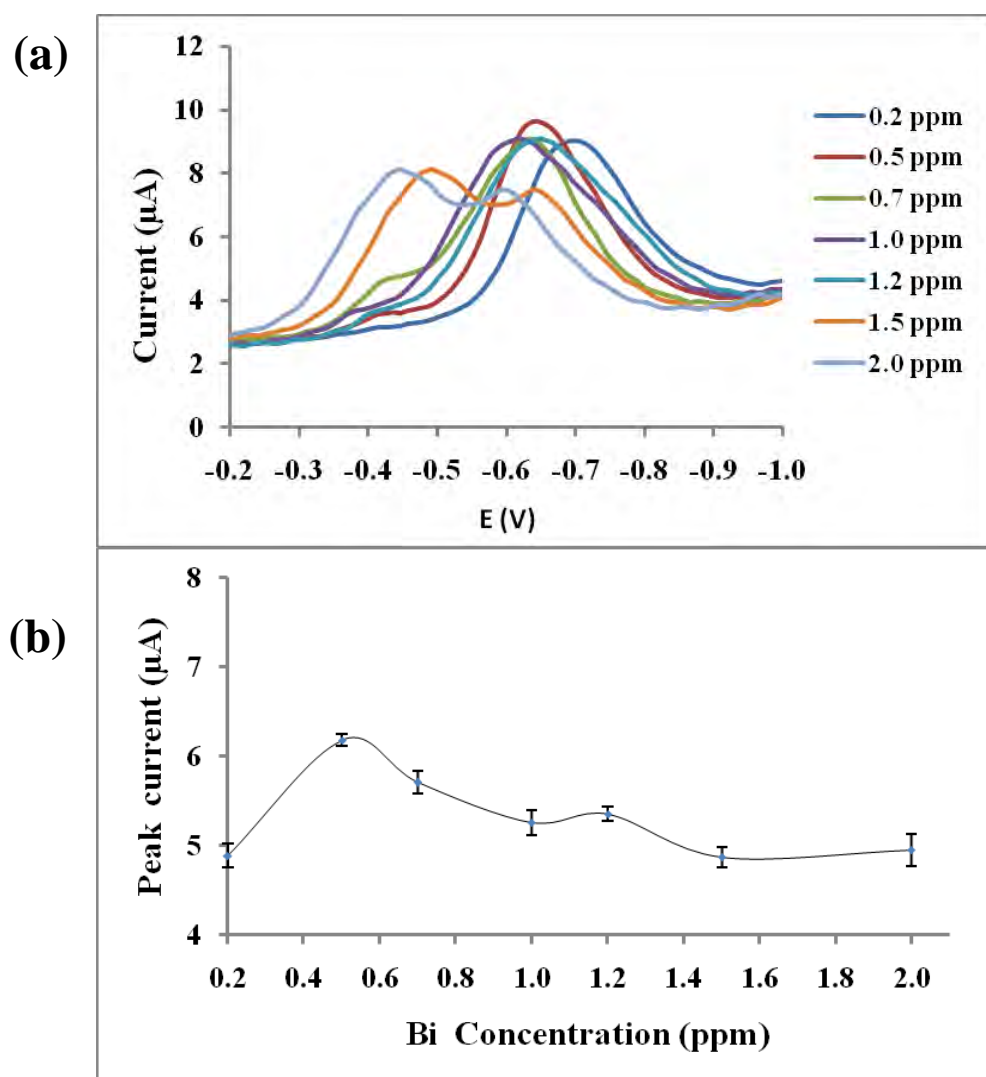 (a)
12
10
8
6
4
2
0
Current (µA)
-0.2 -0.3 -0.4 -0.5 -0.6 -0.7 -0.8 -0.9 -1.0
E (V)
0.2 ppm
0.5 ppm
0.7 ppm
1.0 ppm
1.2 ppm
1.5 ppm
2.0 ppm
(b)
8
7
6
5
4
Peak current (µA)
0.2 0.4 0.6 0.8 1.0 1.2 1.4 1.6 1.8 2.0
Bi Concentration (ppm)